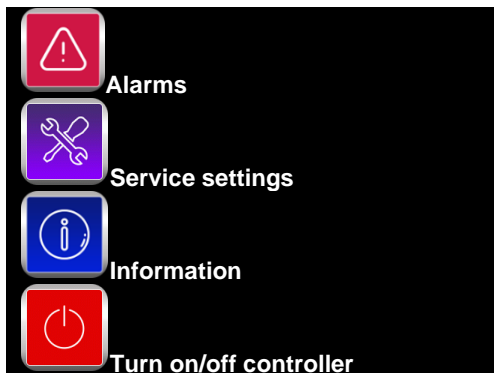 Alarms
Service settings
Information
Turn on/off controller